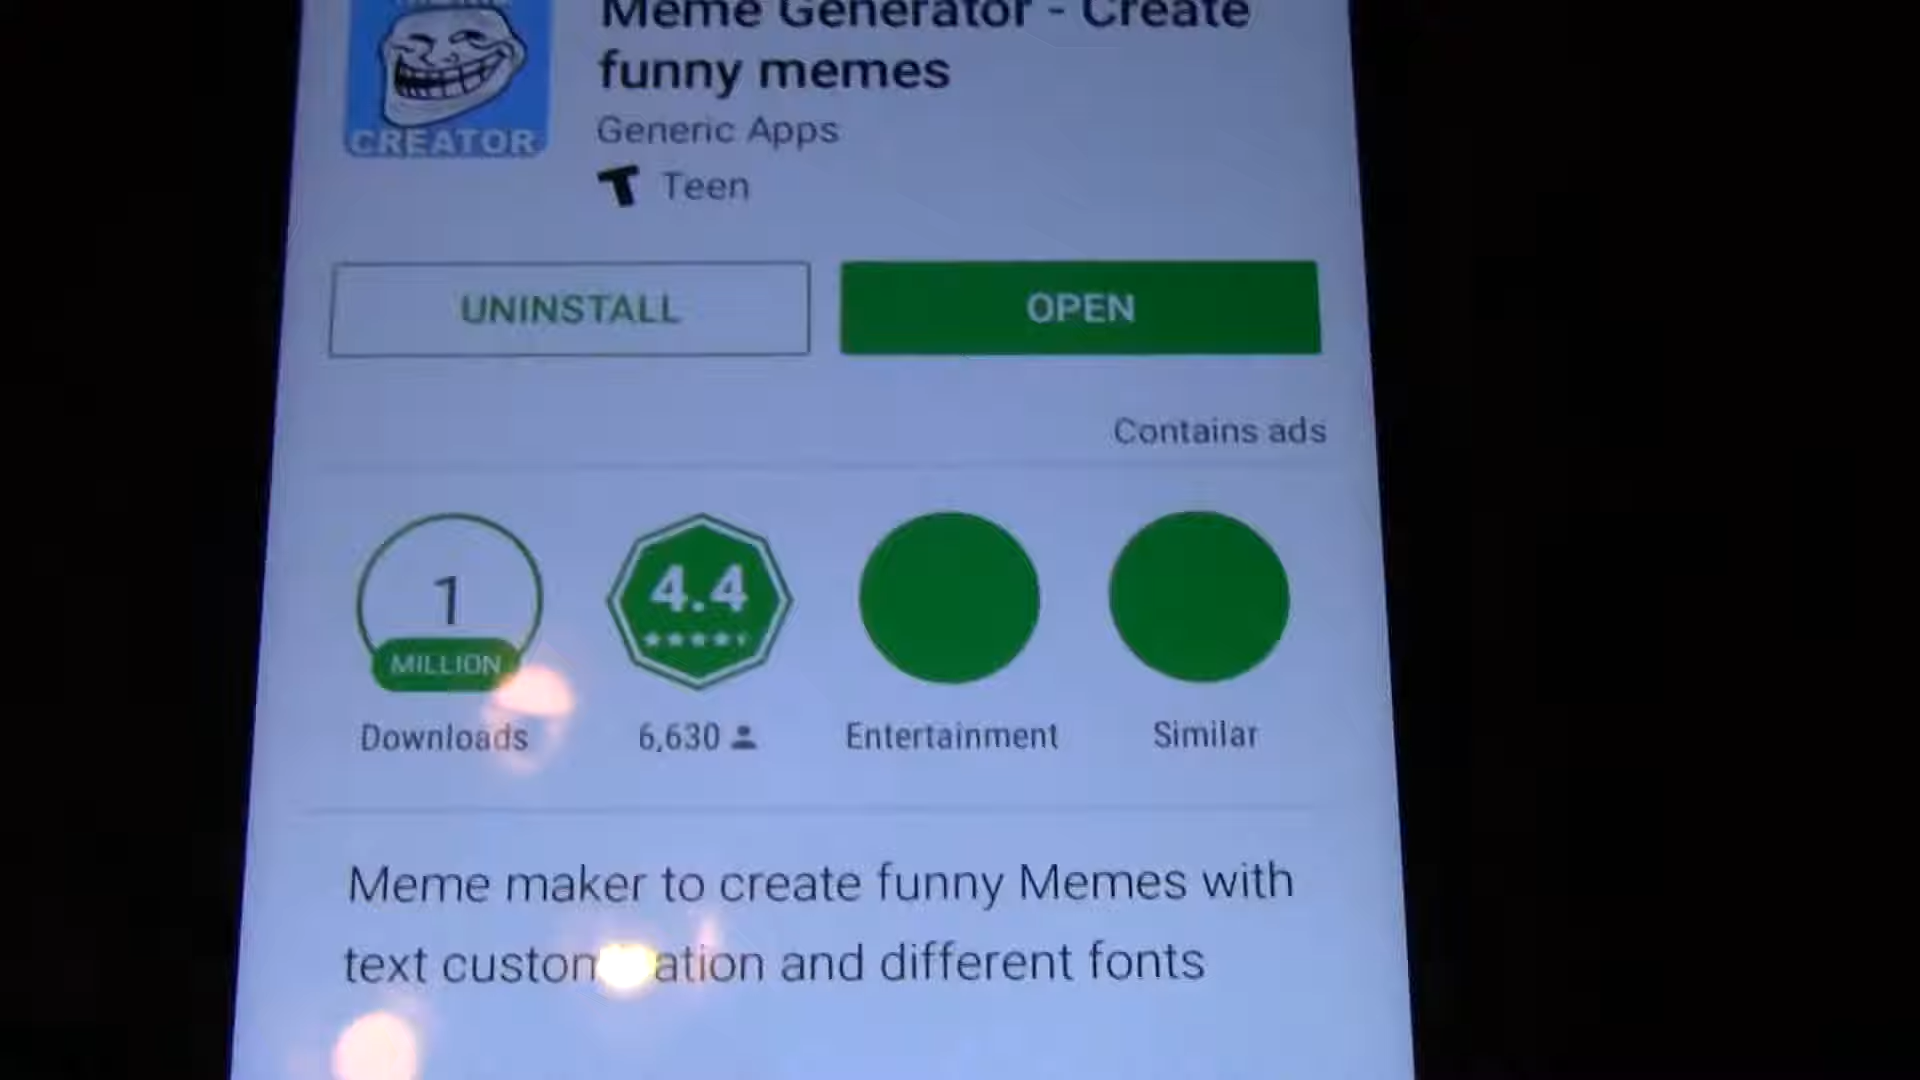 Meme Generator - Create
funny memes
CREATOR
Generic Apps
T Teen
UNINSTALL
OPEN
Contains ads
1
MILLION
4.4
Downloads
6,630
Entertainment
Similar
Meme maker to create funny Memes with
text and different fonts